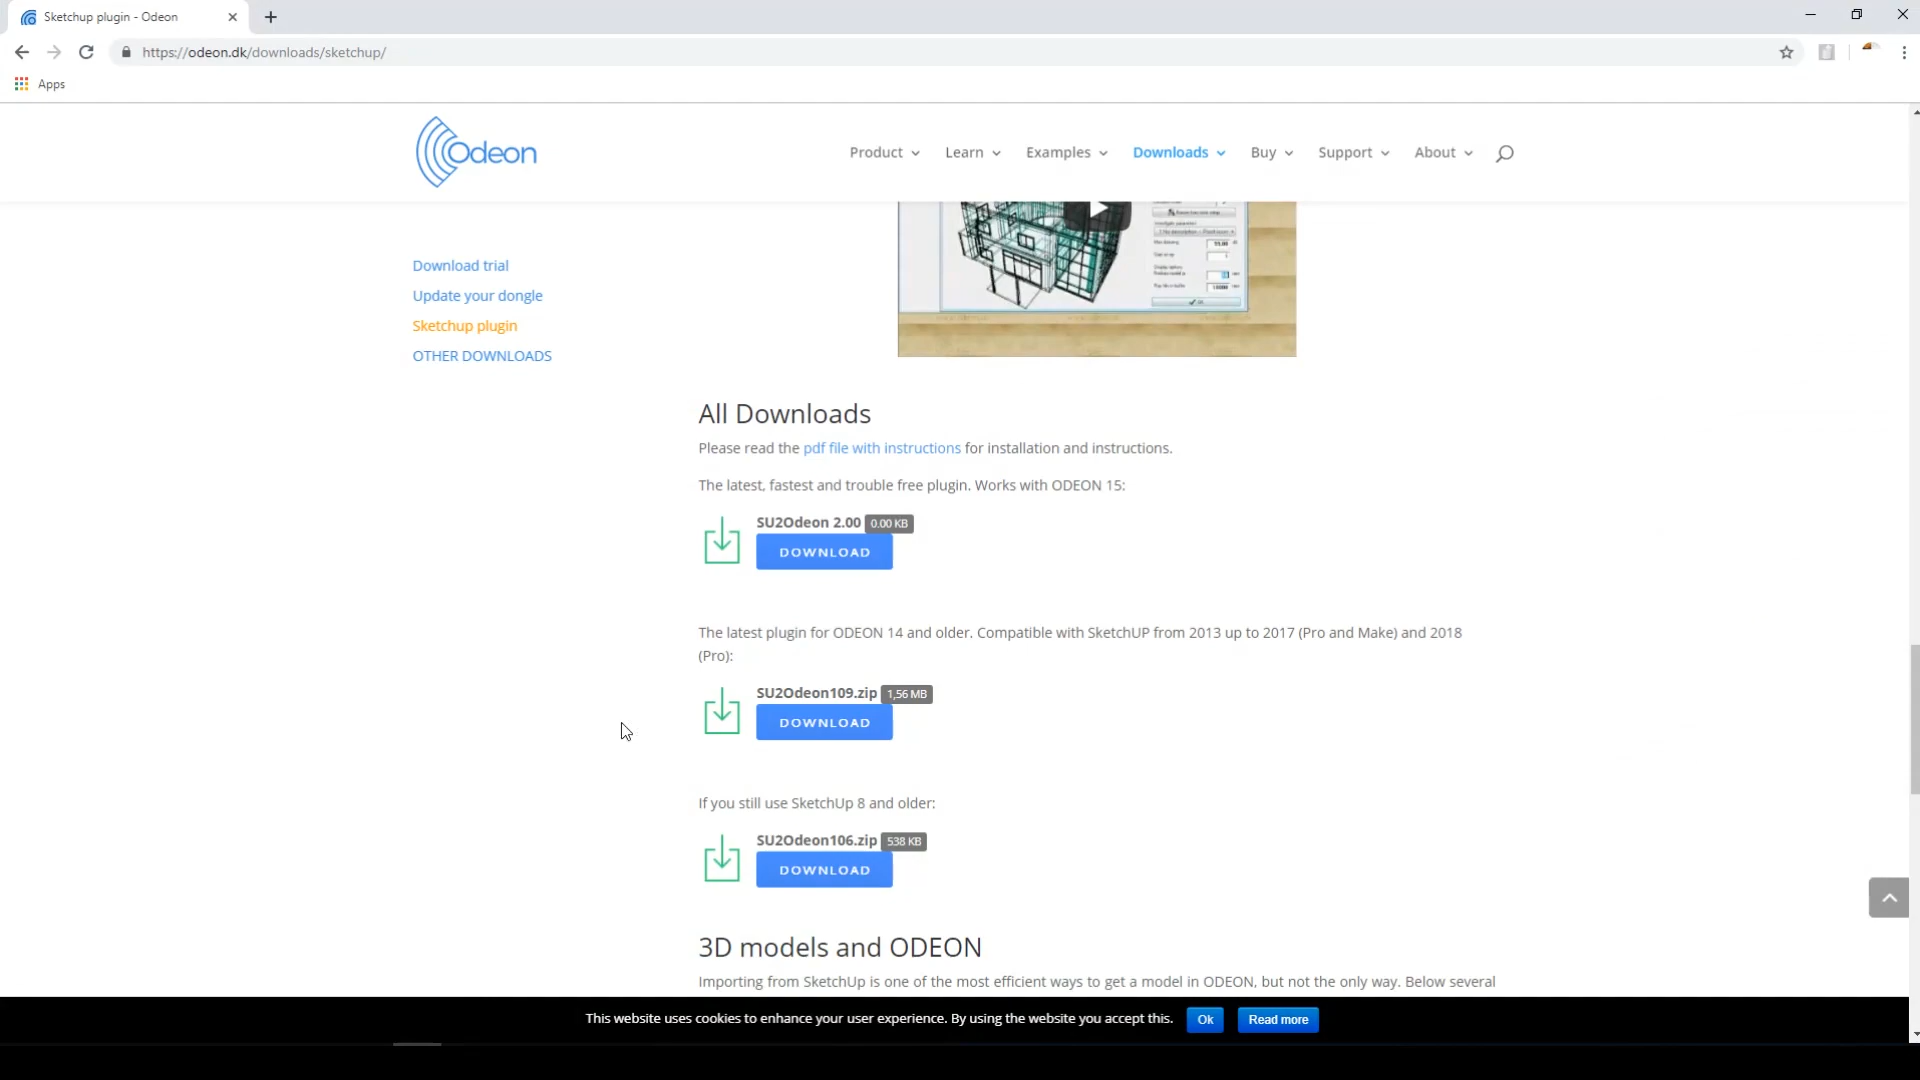 Sketchup plugin - Odeon
https://odeon.dk/downloads/sketchup/
Apps
Odeon
Product
Learn
Examples
Downloads
Buy
Support
About
Download trial
Update your dongle
Sketchup plugin
OTHER DOWNLOADS
All Downloads
Please read the pdf file with instructions for installation and instructions.
The latest, fastest and trouble free plugin. Works with ODEON 15:
SU2Odeon 2.00 0.00 KB
DOWNLOAD
The latest plugin for ODEON 14 and older. Compatible with SketchUP from 2013 up to 2017 (Pro and Make) and 2018
(Pro):
SU2Odeon109.zip 1,56 MB
DOWNLOAD
If you still use SketchUp 8 and older:
SU2Odeon106.zip 538 KB
DOWNLOAD
3D models and ODEON
Importing from SketchUp is one of the most efficient ways to get a model in ODEON, but not the only way. Below several
This website uses cookies to enhance your user experience. By using the website you accept this.
Ok
Read more